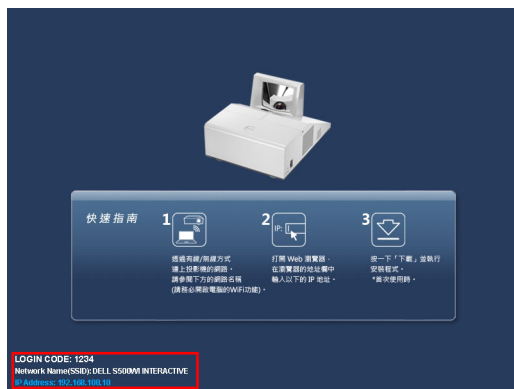 快速指南
1
透過有線/無線方式
連上投影機的網路。
請參閱下方的網路名稱
(請務必開啟電腦的WiFi功能)。
2
IP:
打開 Web 瀏覽器，
在瀏覽器的地址欄中
輸入以下的 IP 地址。
3
按一下「下載」並執行
安裝程式。
*首次使用時。
LOGIN CODE: 1234
Network Name(SSID): DELL S500WI INTERACTIVE
IP Address: 192.168.100.10